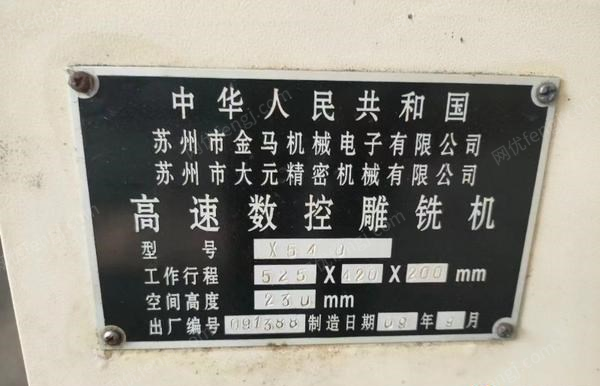 中华人民共和国
苏州市金马机械电子有限公司
苏州市大元精密机械有限公司
高速数控雕铣机
型号 X540
工作行程 525 X 420 X 200 mm
空间高度 230 mm
出厂编号 091388 制造日期 09 年 9 月